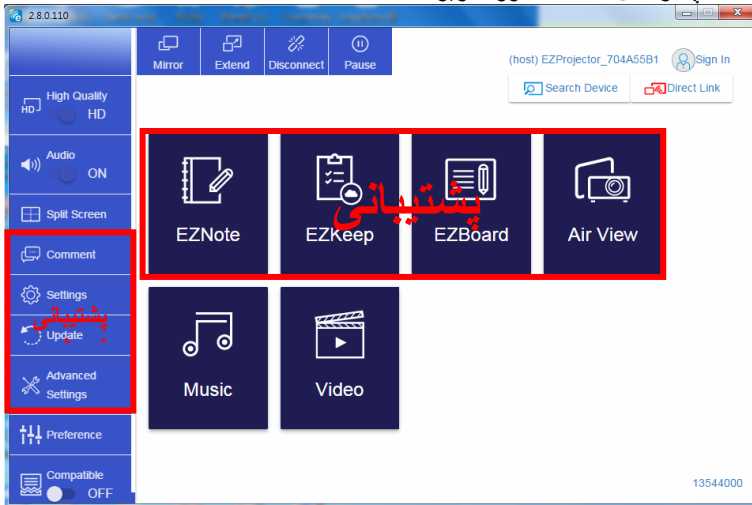 2.8.0.110
Mirror Extend Disconnect Pause
(host) EZProjector_704A55B1 Sign In
Search Device Direct Link
High Quality
HD HD
Audio
ON
Split Screen
Comment
Settings
Update
Advanced
Settings
پشتیبانی
Preference
Compatible
OFF
EZNote EZKeep EZBoard Air View
پشتیبانی
Music Video
13544000